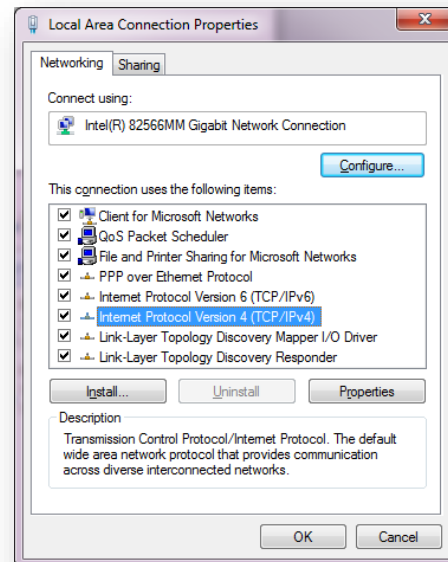 Local Area Connection Properties
Networking
Sharing
Connect using:
Intel(R) 82566MM Gigabit Network Connection
Configure...
This connection uses the following items:
Client for Microsoft Networks
QoS Packet Scheduler
File and Printer Sharing for Microsoft Networks
PPP over Ethernet Protocol
Internet Protocol Version 6 (TCP/IPv6)
Internet Protocol Version 4 (TCP/IPv4)
Link-Layer Topology Discovery Mapper I/O Driver
Link-Layer Topology Discovery Responder
Install...
Uninstall
Properties
Description
Transmission Control Protocol/Internet Protocol. The default
wide area network protocol that provides communication
across diverse interconnected networks.
OK
Cancel